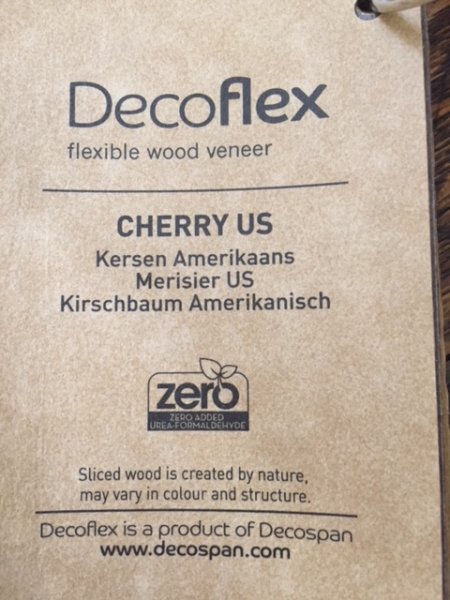 Decoflex
flexible wood veneer
CHERRY US
Kersen Amerikaans
Merisier US
Kirschbaum Amerikanisch
zero
ZERO ADDED
UREA-FORMALDEHYDE
Sliced wood is created by nature,
may vary in colour and structure.
Decoflex is a product of Decospan
www.decospan.com